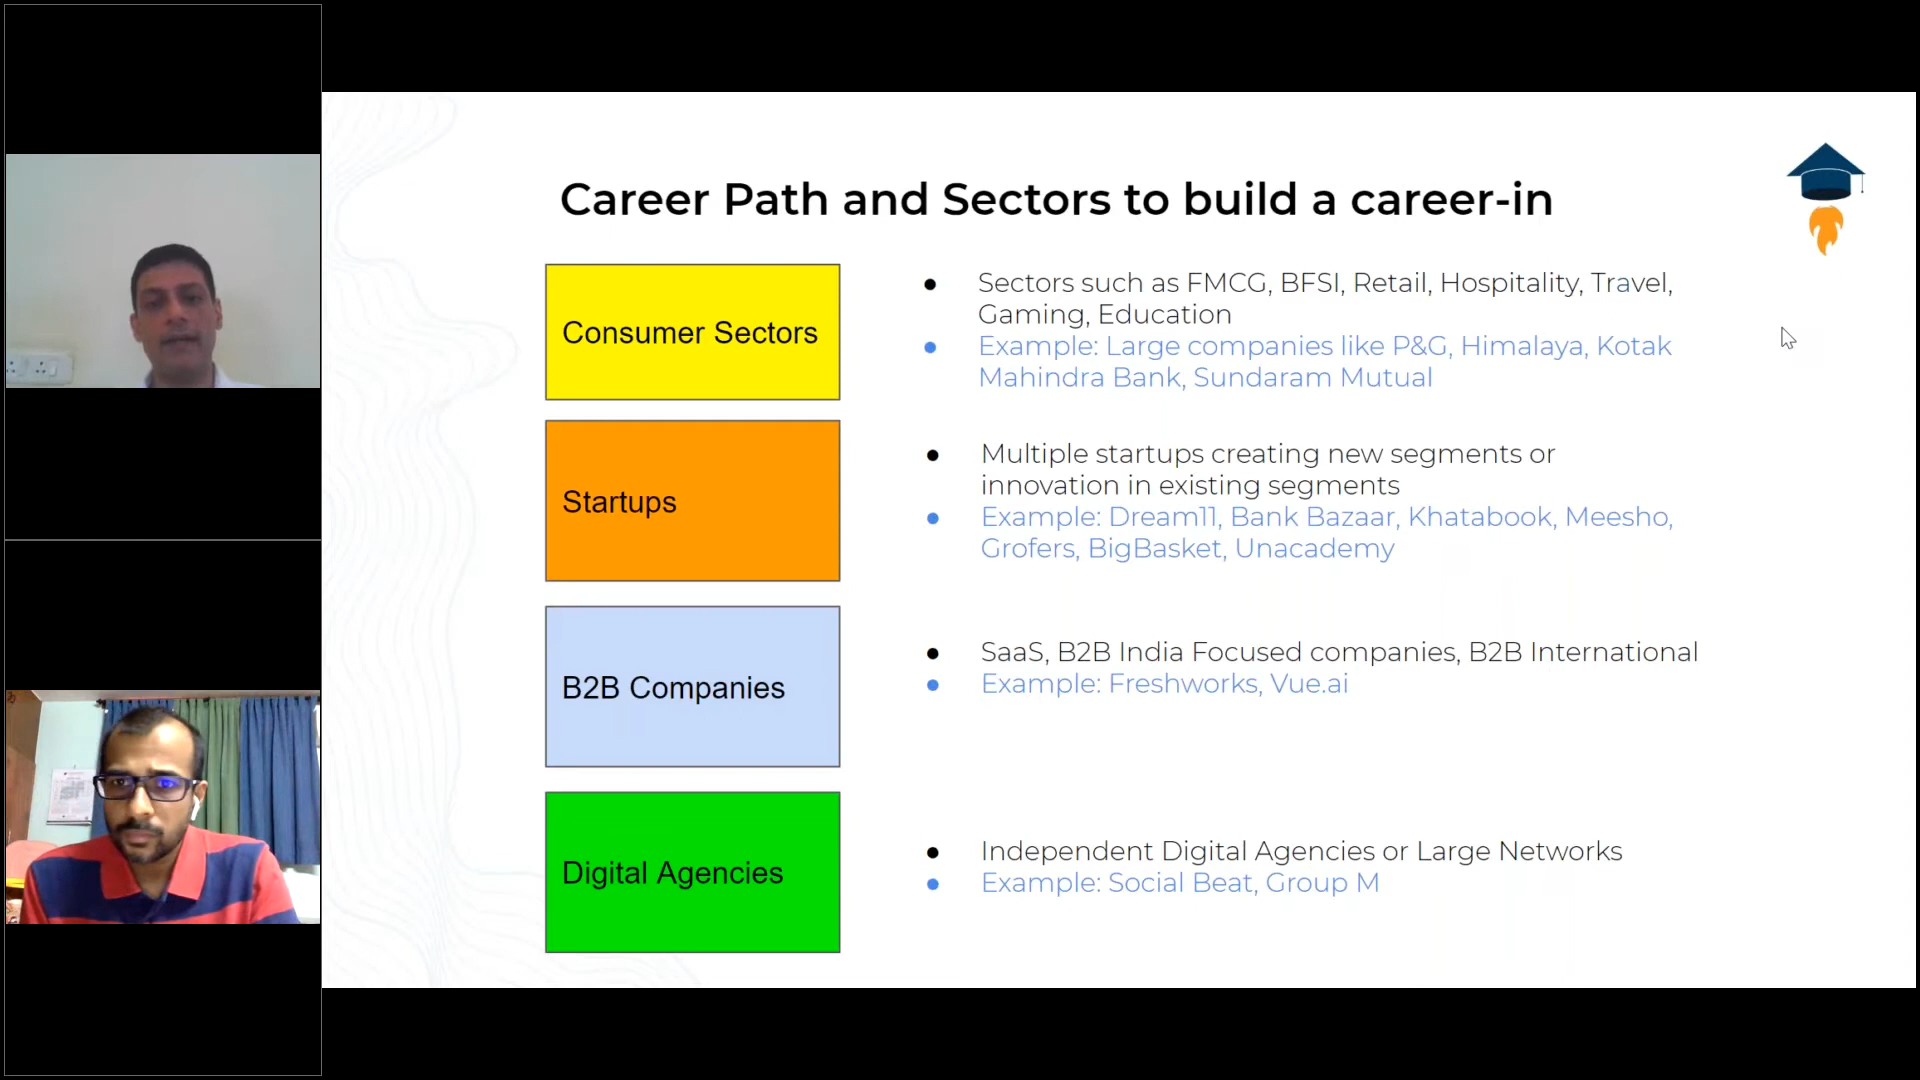 Career Path and Sectors to build a career-in
Consumer Sectors
● Sectors such as FMCG, BFSI, Retail, Hospitality, Travel,
Gaming, Education
● Example: Large companies like P&G, Himalaya, Kotak
Mahindra Bank, Sundaram Mutual
Startups
● Multiple startups creating new segments or
innovation in existing segments
● Example: Dream11, Bank Bazaar, Khatabook, Meesho,
Grofers, BigBasket, Unacademy
B2B Companies
● SaaS, B2B India Focused companies, B2B International
● Example: Freshworks, Vue.ai
Digital Agencies
● Independent Digital Agencies or Large Networks
● Example: Social Beat, Group M